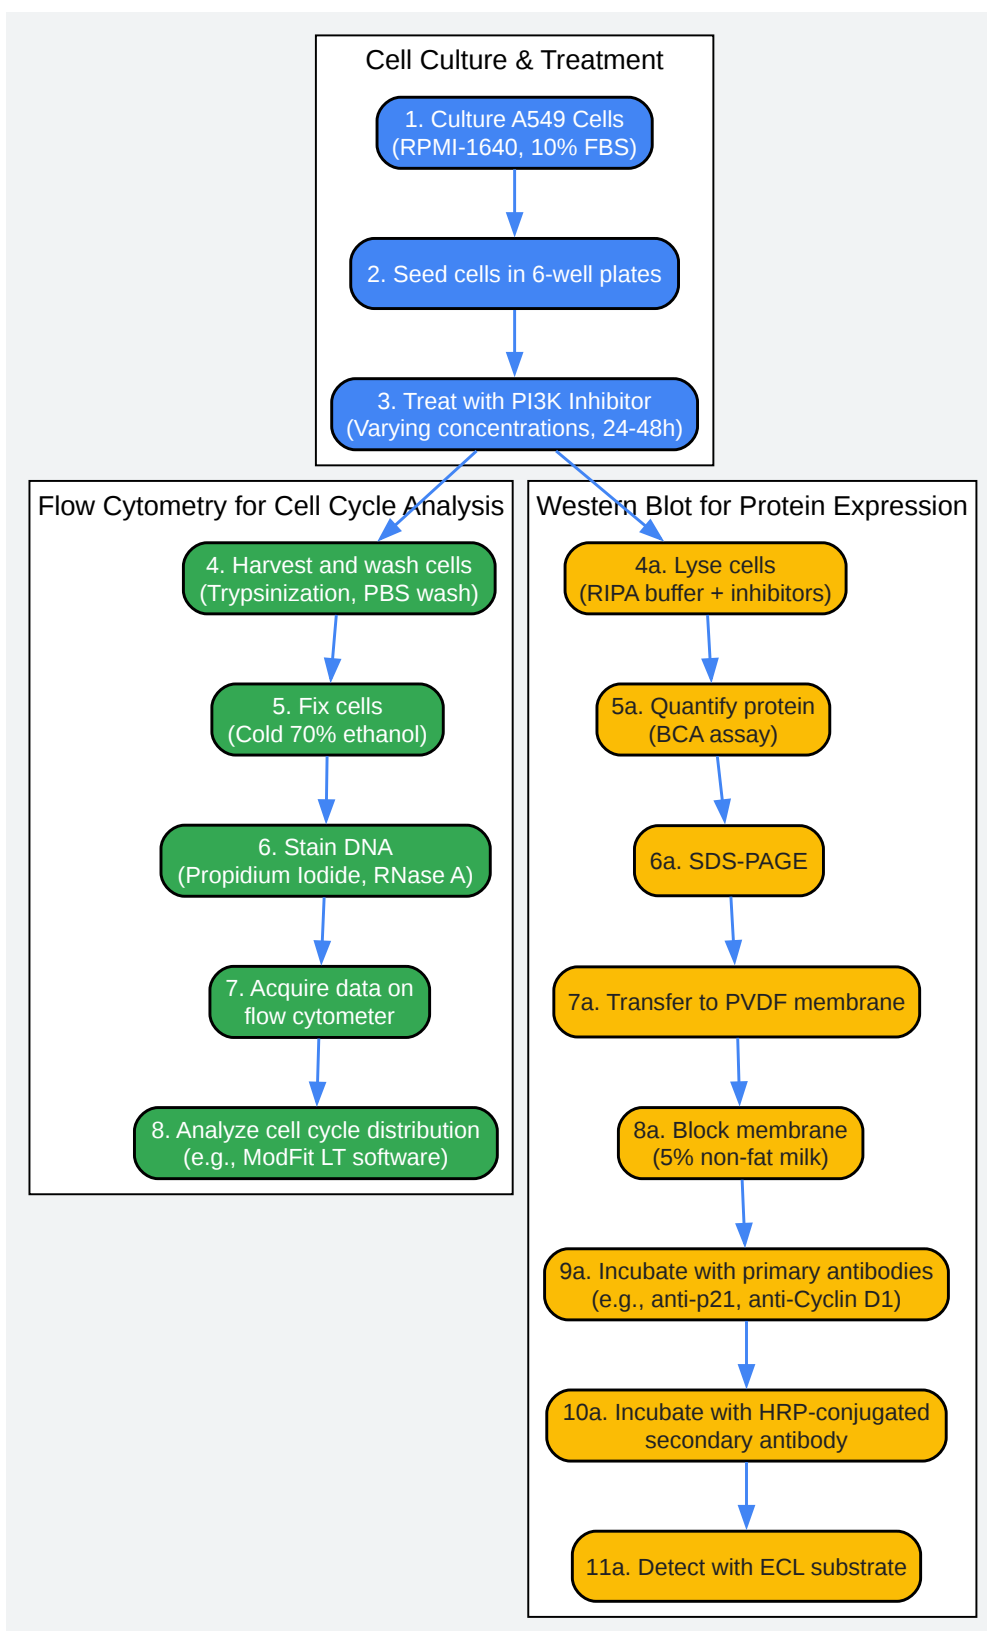 Cell Culture & Treatment
1. Culture A549 Cells
(RPMI-1640, 10% FBS)
2. Seed cells in 6-well plates
3. Treat with PI3K Inhibitor
(Varying concentrations, 24-48h)
Flow Cytometry for Cell Cycle Analysis
4. Harvest and wash cells
(Trypsinization, PBS wash)
5. Fix cells
(Cold 70% ethanol)
6. Stain DNA
(Propidium Iodide, RNase A)
7. Acquire data on
flow cytometer
8. Analyze cell cycle distribution
(e.g., ModFit LT software)
Western Blot for Protein Expression
4a. Lyse cells
(RIPA buffer + inhibitors)
5a. Quantify protein
(BCA assay)
6a. SDS-PAGE
7a. Transfer to PVDF membrane
8a. Block membrane
(5% non-fat milk)
9a. Incubate with primary antibodies
(e.g., anti-p21, anti-Cyclin D1)
10a. Incubate with HRP-conjugated
secondary antibody
11a. Detect with ECL substrate